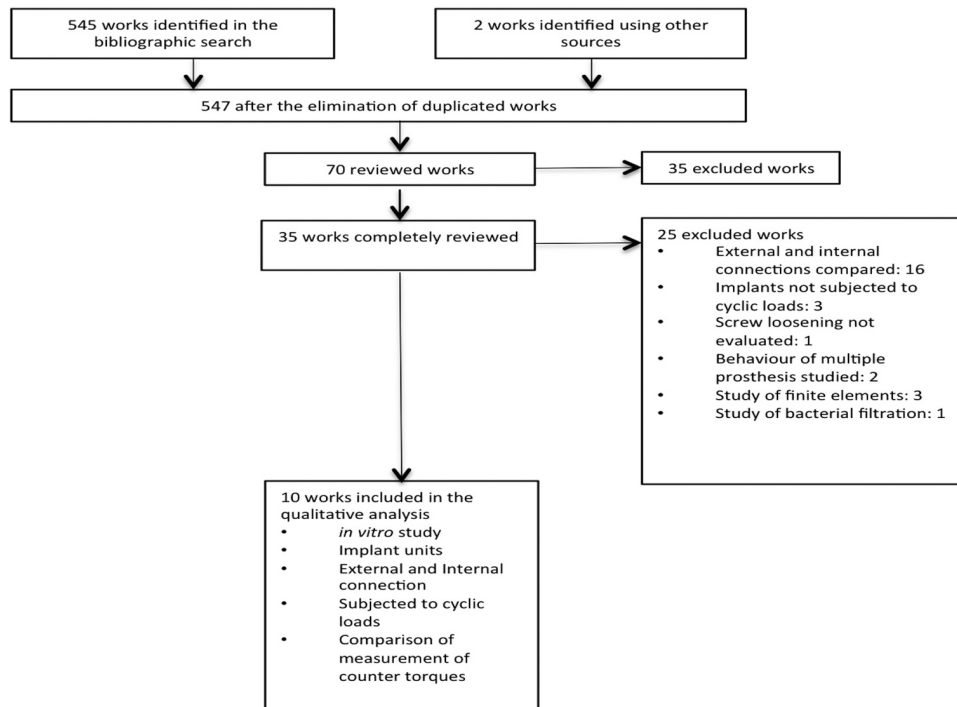 545 works identified in the
bibliographic search
2 works identified using other
sources
547 after the elimination of duplicated works
70 reviewed works
35 excluded works
35 works completely reviewed
25 excluded works
• External and internal
connections compared: 16
• Implants not subjected to
cyclic loads: 3
• Screw loosening not
evaluated: 1
• Behaviour of multiple
prosthesis studied: 2
• Study of finite elements: 3
• Study of bacterial filtration: 1
10 works included in the
qualitative analysis
• in vitro study
• Implant units
• External and Internal
connection
• Subjected to cyclic
loads
• Comparison of
measurement of
counter torques